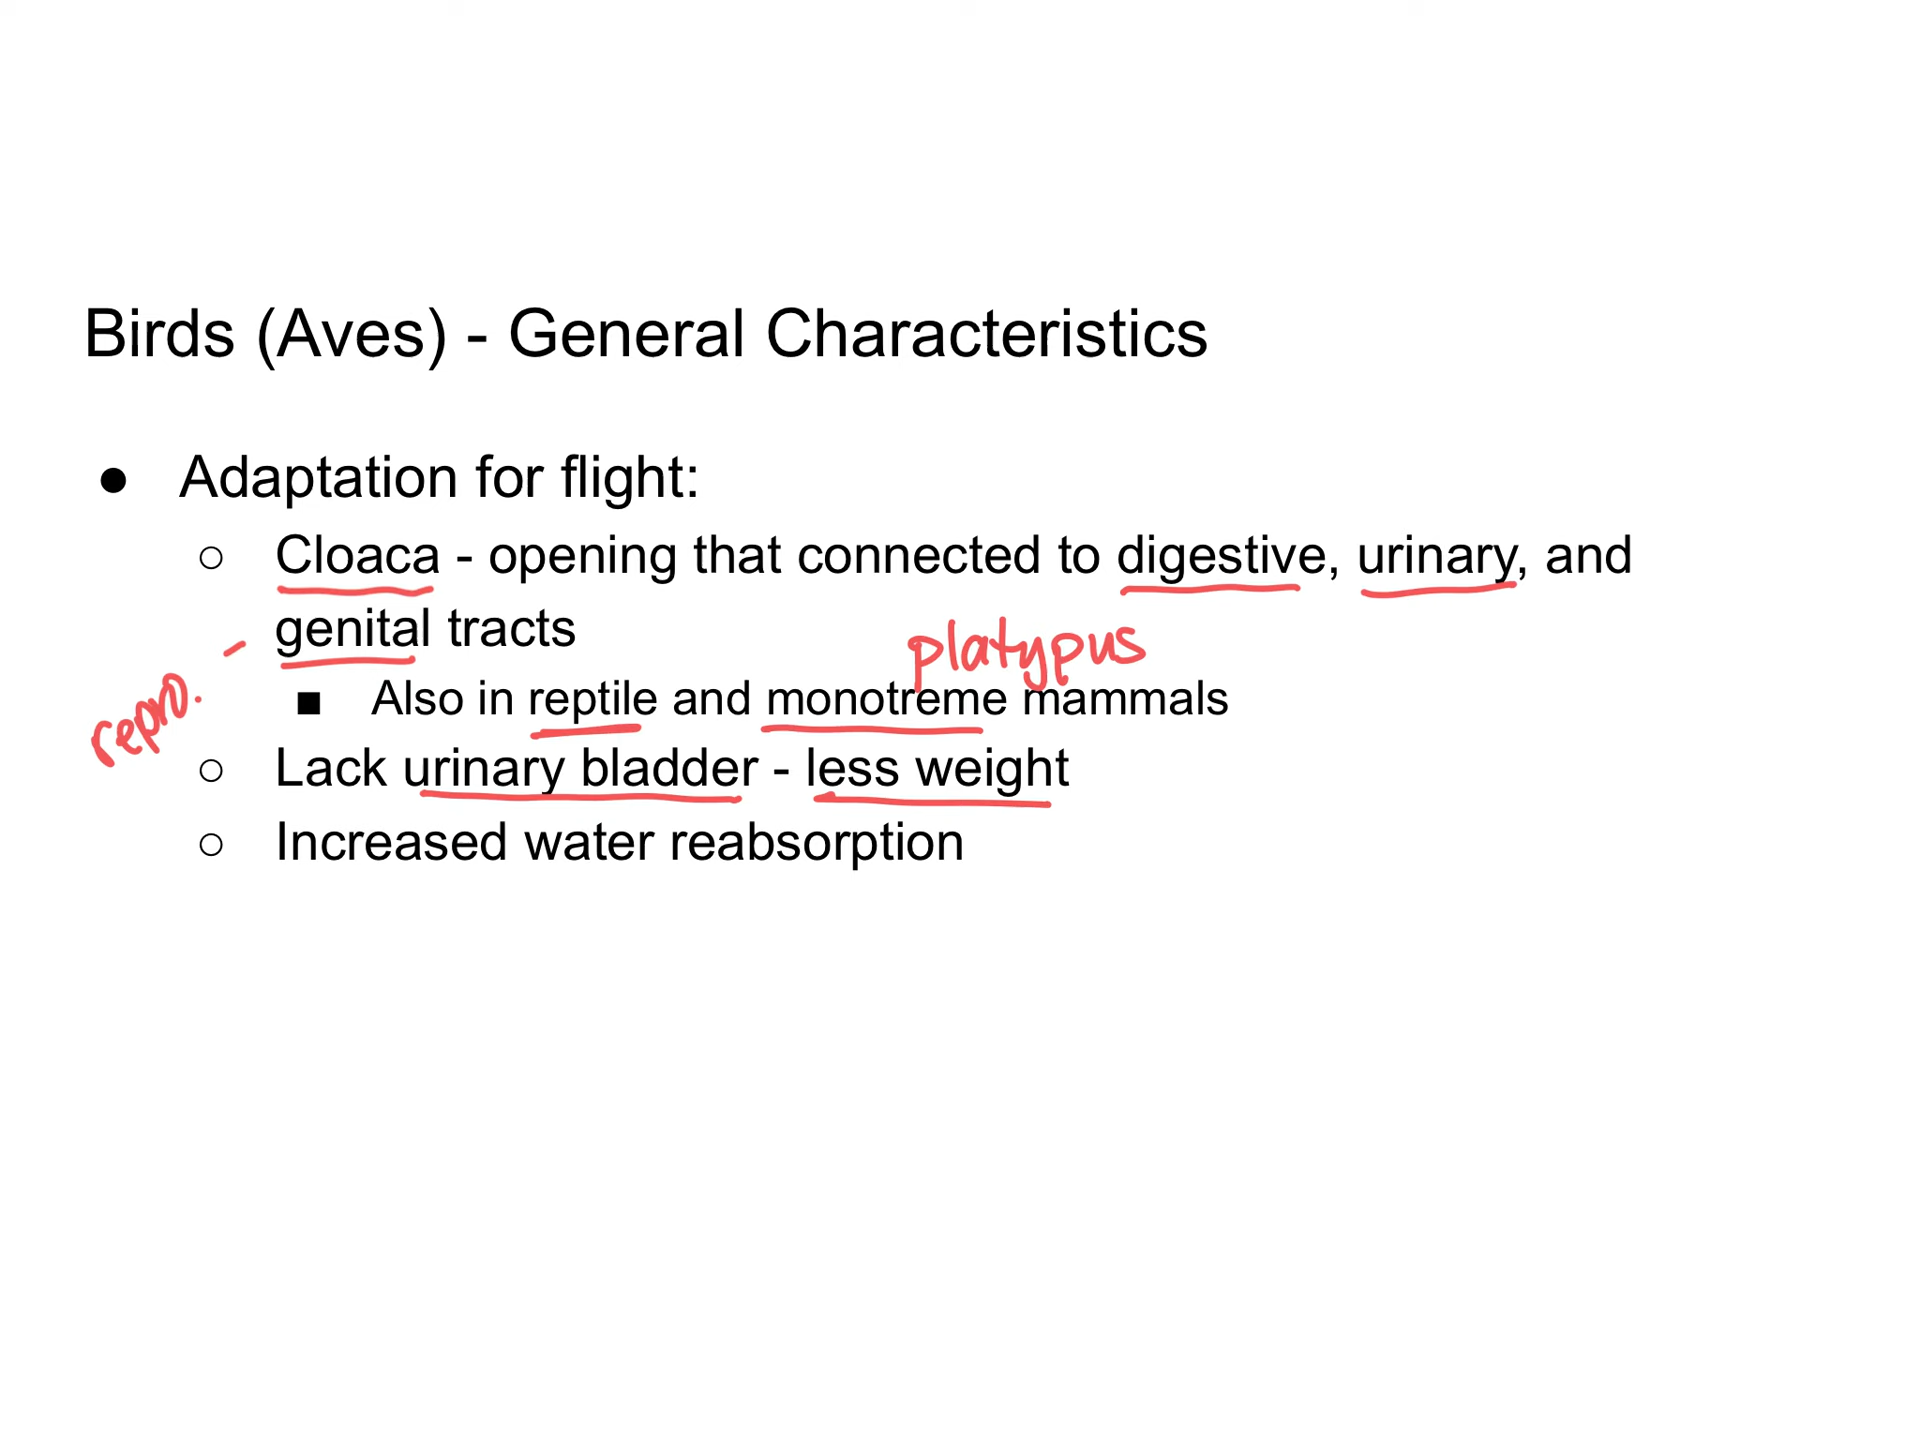 Birds (Aves) - General Characteristics
● Adaptation for flight:
○ Cloaca - opening that connected to digestive, urinary, and
genital tracts
platypus
repro. -
■ Also in reptile and monotreme mammals
○ Lack urinary bladder - less weight
○ Increased water reabsorption